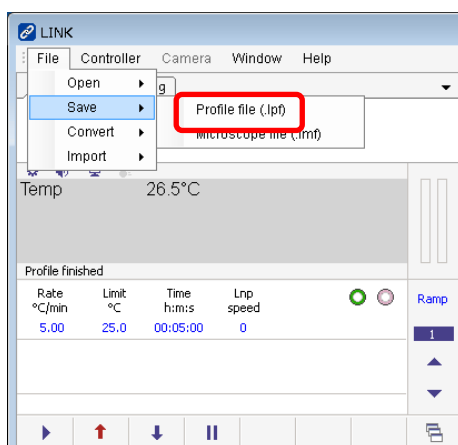 LINK
File Controller Camera Window Help
Open g
Save Profile file (.lpf)
Convert Microscope file (.lmf)
Import
Temp 26.5°C
Profile finished
Rate Limit Time Lnp
°C/min °C h:m:s speed
Ramp
5.00 25.0 00:05:00 0
1